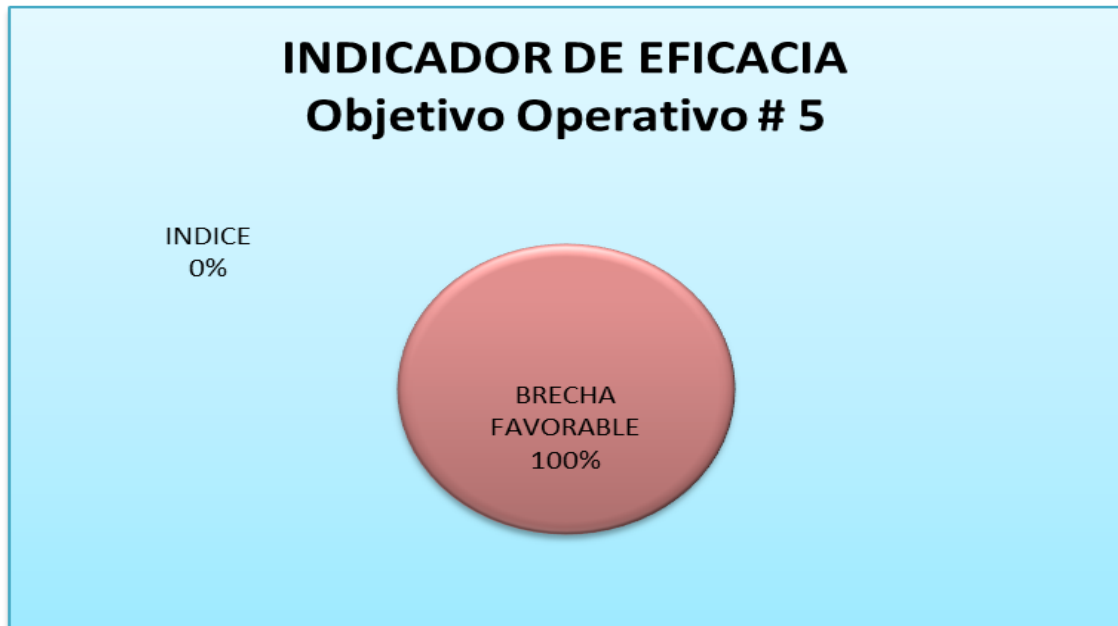 INDICADOR DE EFICACIA
Objetivo Operativo # 5
INDICE
0%
BRECHA
FAVORABLE
100%